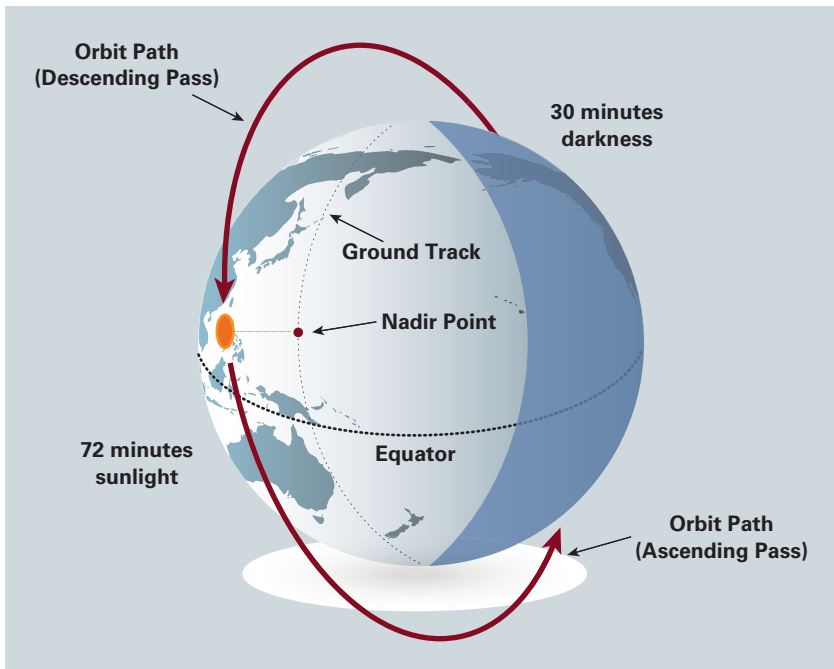 Orbit Path
(Descending Pass)
30 minutes
darkness
Ground Track
Nadir Point
Equator
72 minutes
sunlight
Orbit Path
(Ascending Pass)